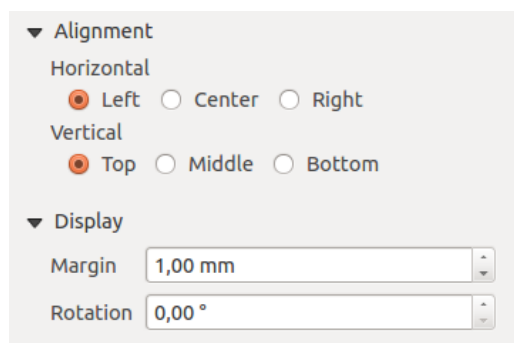 Alignment
Horizontal
Left Center Right
Vertical
Top Middle Bottom
Display
Margin 1,00 mm
Rotation 0,00 °